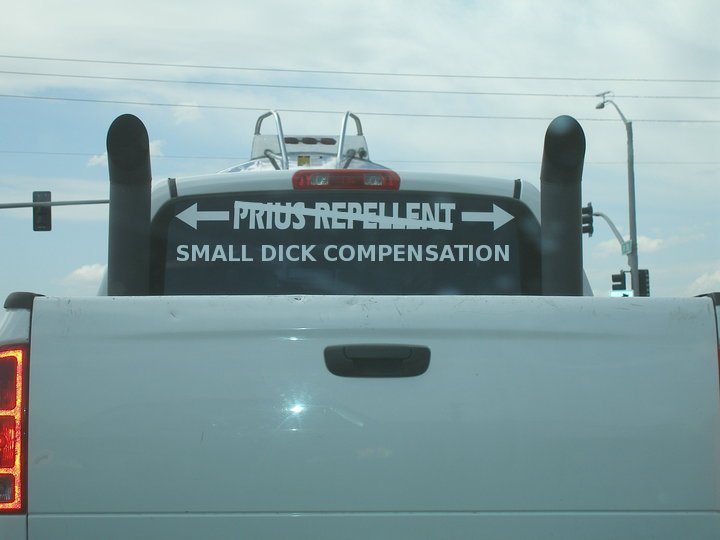 PRIUS REPELLENT
SMALL DICK COMPENSATION